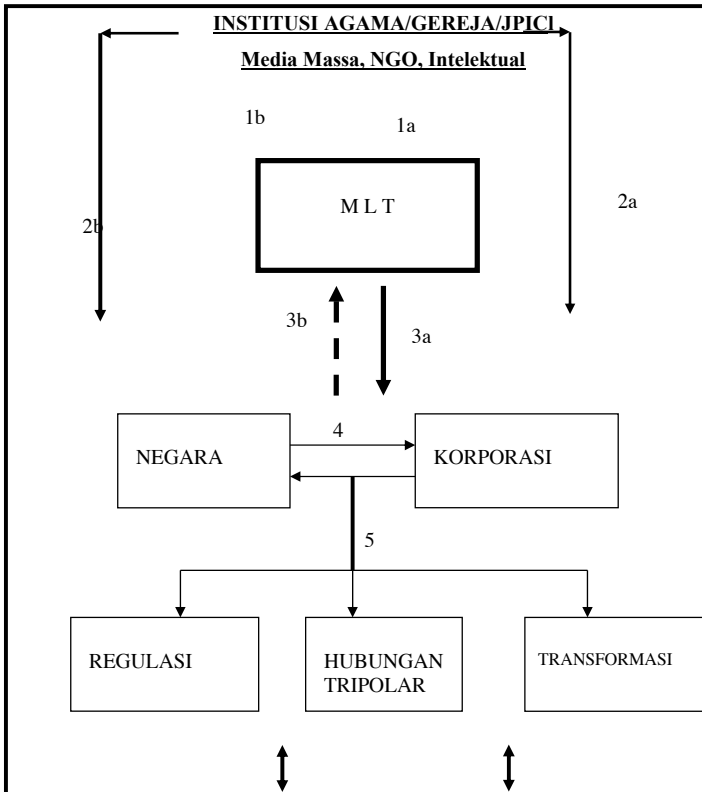 INSTITUSI AGAMA/GEREJA/JPICl
Media Massa, NGO, Intelektual
1b
1a
M L T
2b
2a
3b
3a
4
NEGARA
KORPORASI
5
REGULASI
HUBUNGAN
TRIPOLAR
TRANSFORMASI